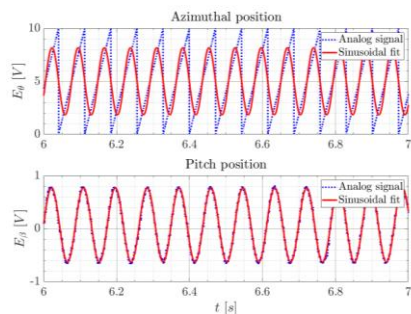 Azimuthal position
10
5
0
E_θ [V]
Analog signal
Sinusoidal fit
6 6.2 6.4 6.6 6.8 7
Pitch position
1
0
-1
E_β [V]
Analog signal
Sinusoidal fit
6 6.2 6.4 6.6 6.8 7
t [s]